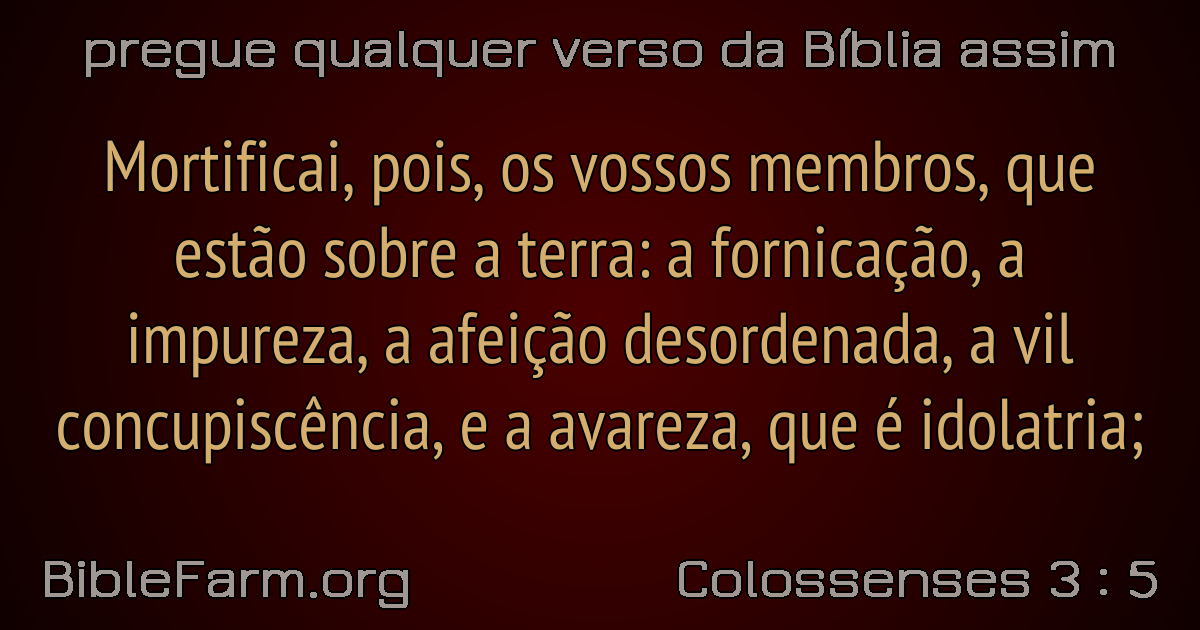 pregue qualquer verso da Bíblia assim
Mortificai, pois, os vossos membros, que
estão sobre a terra: a fornicação, a
impureza, a afeição desordenada, a vil
concupiscência, e a avareza, que é idolatria;
BibleFarm.org
Colossenses 3 : 5